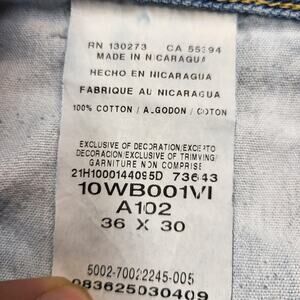 RN 130273 CA 55394
MADE IN NICARAGUA
HECHO EN NICARAGUA
FABRIQUE AU NICARAGUA
100% COTTON / ALGODON / COTON
EXCLUSIVE OF DECORATION/EXCEPTO
DECORACION/EXCLUSIVE OF TRIMVING/
GARNITURE NON COMPRISE
21H1000144095D 73643
10WB001VI
A102
36 X 30
5002-70022245-005
083625030409